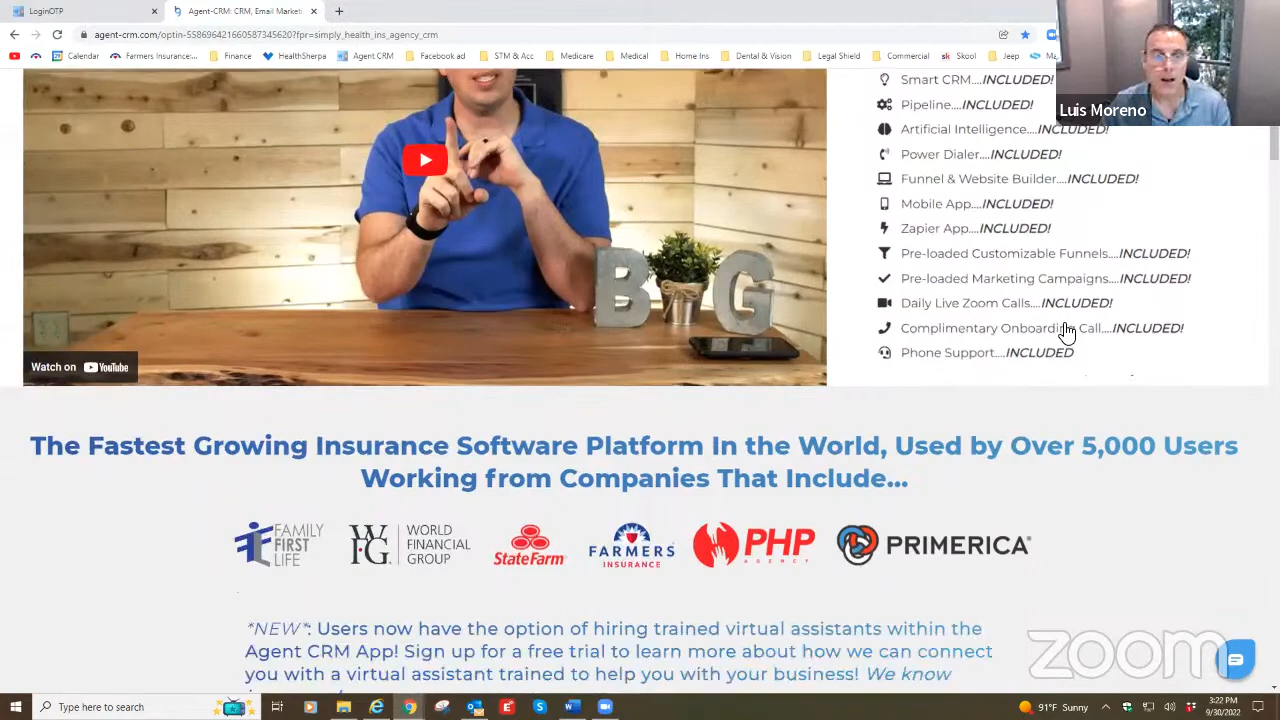 LoginOTP
Agent-CRM: CRM, Email Marketi
agent-crm.com/optin-5586964216605873456207?fpr=simply_health_ins_agency_crm
Calendar
Farmers Insurance:...
Finance
HealthSherpa
Agent CRM
Facebook ad
STM & Acc
Medicare
Medical
Home Ins
Dental & Vision
Legal Shield
Commercial
Skool
Jeep
Luis Moreno
Smart CRM....INCLUDED!
Pipeline....INCLUDED!
Artificial Intelligence....INCLUDED!
Power Dialer....INCLUDED!
Funnel & Website Builder....INCLUDED!
Mobile App....INCLUDED!
Zapier App....INCLUDED!
Pre-loaded Customizable Funnels....INCLUDED!
Pre-loaded Marketing Campaigns....INCLUDED!
Daily Live Zoom Calls....INCLUDED!
Complimentary Onboarding Call....INCLUDED!
Phone Support....INCLUDED
B G
Watch on YouTube
The Fastest Growing Insurance Software Platform In the World, Used by Over 5,000 Users
Working from Companies That Include...
FAMILY
FIRST
LIFE
WFG
WORLD
FINANCIAL
GROUP
StateFarm
FARMERS
INSURANCE
PHP
AGENCY
PRIMERICA
*NEW*: Users now have the option of hiring trained virtual assistants within the
Agent CRM App! Sign up for a free trial to learn more about how we can connect
you with a virtual assistant trained to help you with your business! We know
zoom
Type here to search
91°F Sunny
3:22 PM
9/30/2022